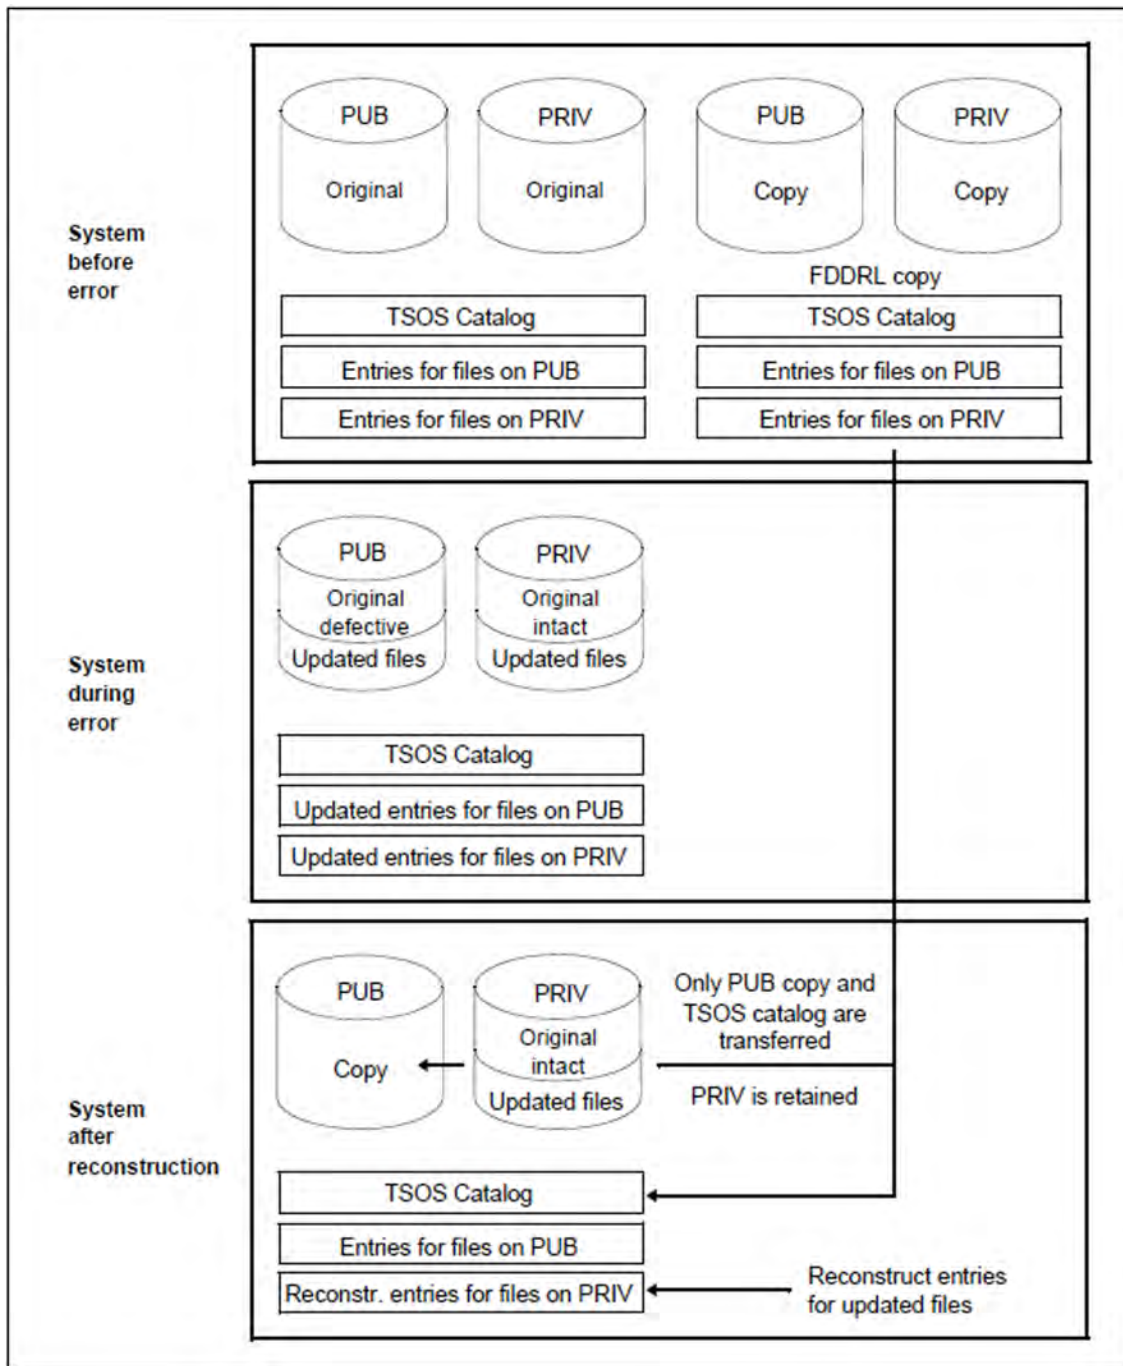 System
before
error
PUB
Original
PRIV
Original
PUB
Copy
PRIV
Copy
FDDRL copy
TSOS Catalog
Entries for files on PUB
Entries for files on PRIV
TSOS Catalog
Entries for files on PUB
Entries for files on PRIV
System
during
error
PUB
Original
defective
Updated files
PRIV
Original
intact
Updated files
TSOS Catalog
Updated entries for files on PUB
Updated entries for files on PRIV
System
after
reconstruction
PUB
Copy
PRIV
Original
intact
Updated files
Only PUB copy and
TSOS catalog are
transferred
PRIV is retained
TSOS Catalog
Entries for files on PUB
Reconstr. entries for files on PRIV
Reconstruct entries
for updated files